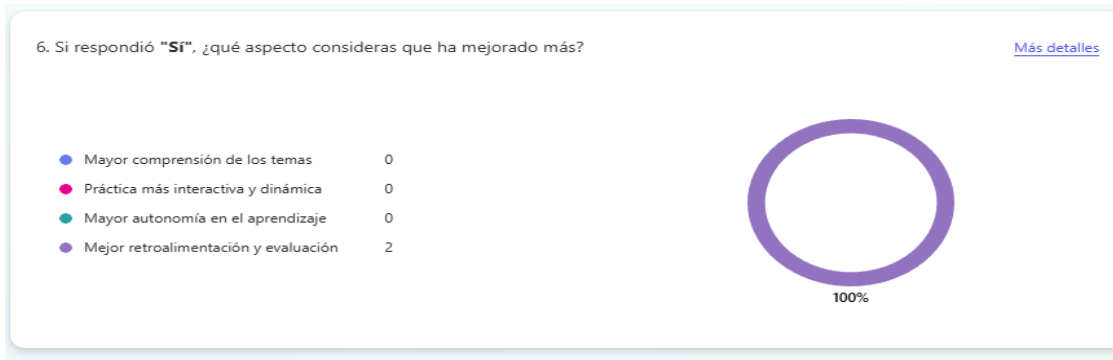 6. Si respondió "Sí", ¿qué aspecto consideras que ha mejorado más?
Más detalles
Mayor comprensión de los temas 0
Práctica más interactiva y dinámica 0
Mayor autonomía en el aprendizaje 0
Mejor retroalimentación y evaluación 2
100%